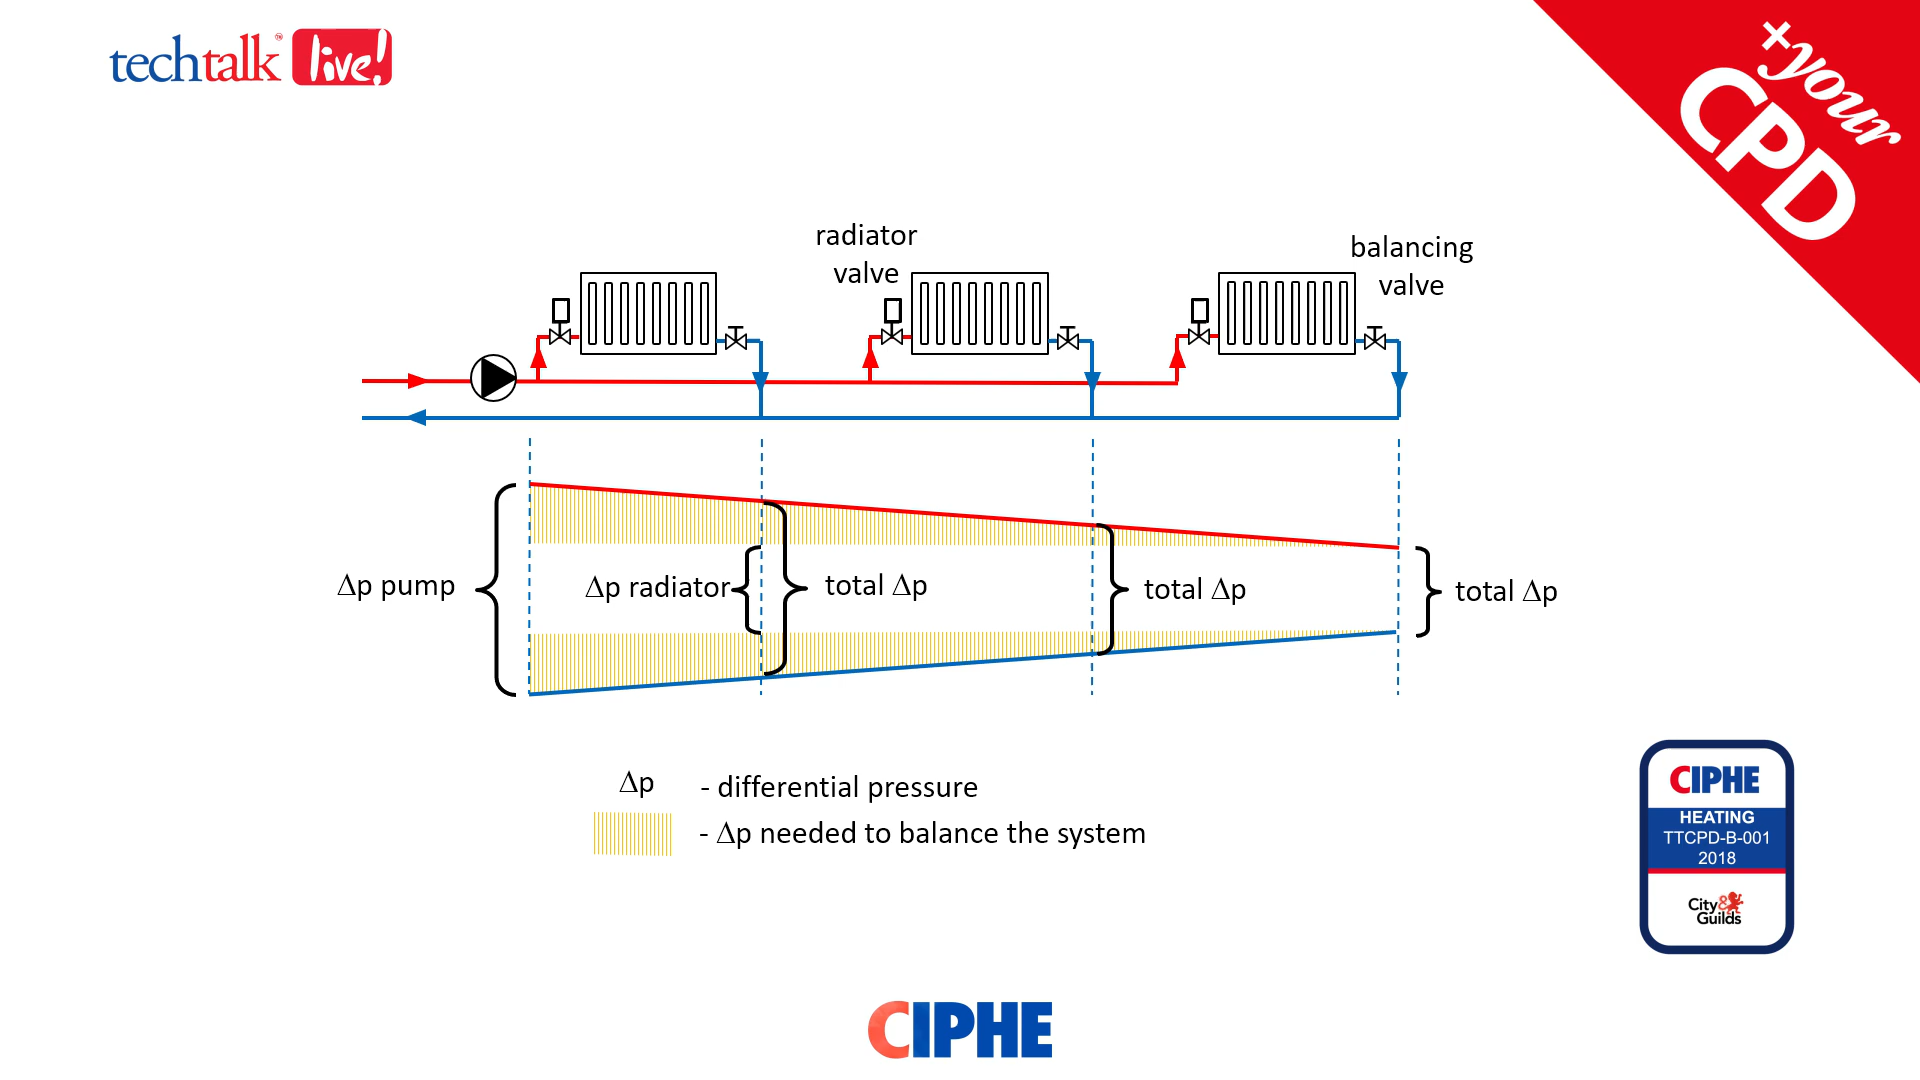 techtalk™ live!
+your
CPD
radiator
valve
balancing
valve
Δp pump
Δp radiator
total Δp
total Δp
total Δp
Δp - differential pressure
- Δp needed to balance the system
CIPHE
HEATING
TTCPD-B-001
2018
City &
Guilds
CIPHE